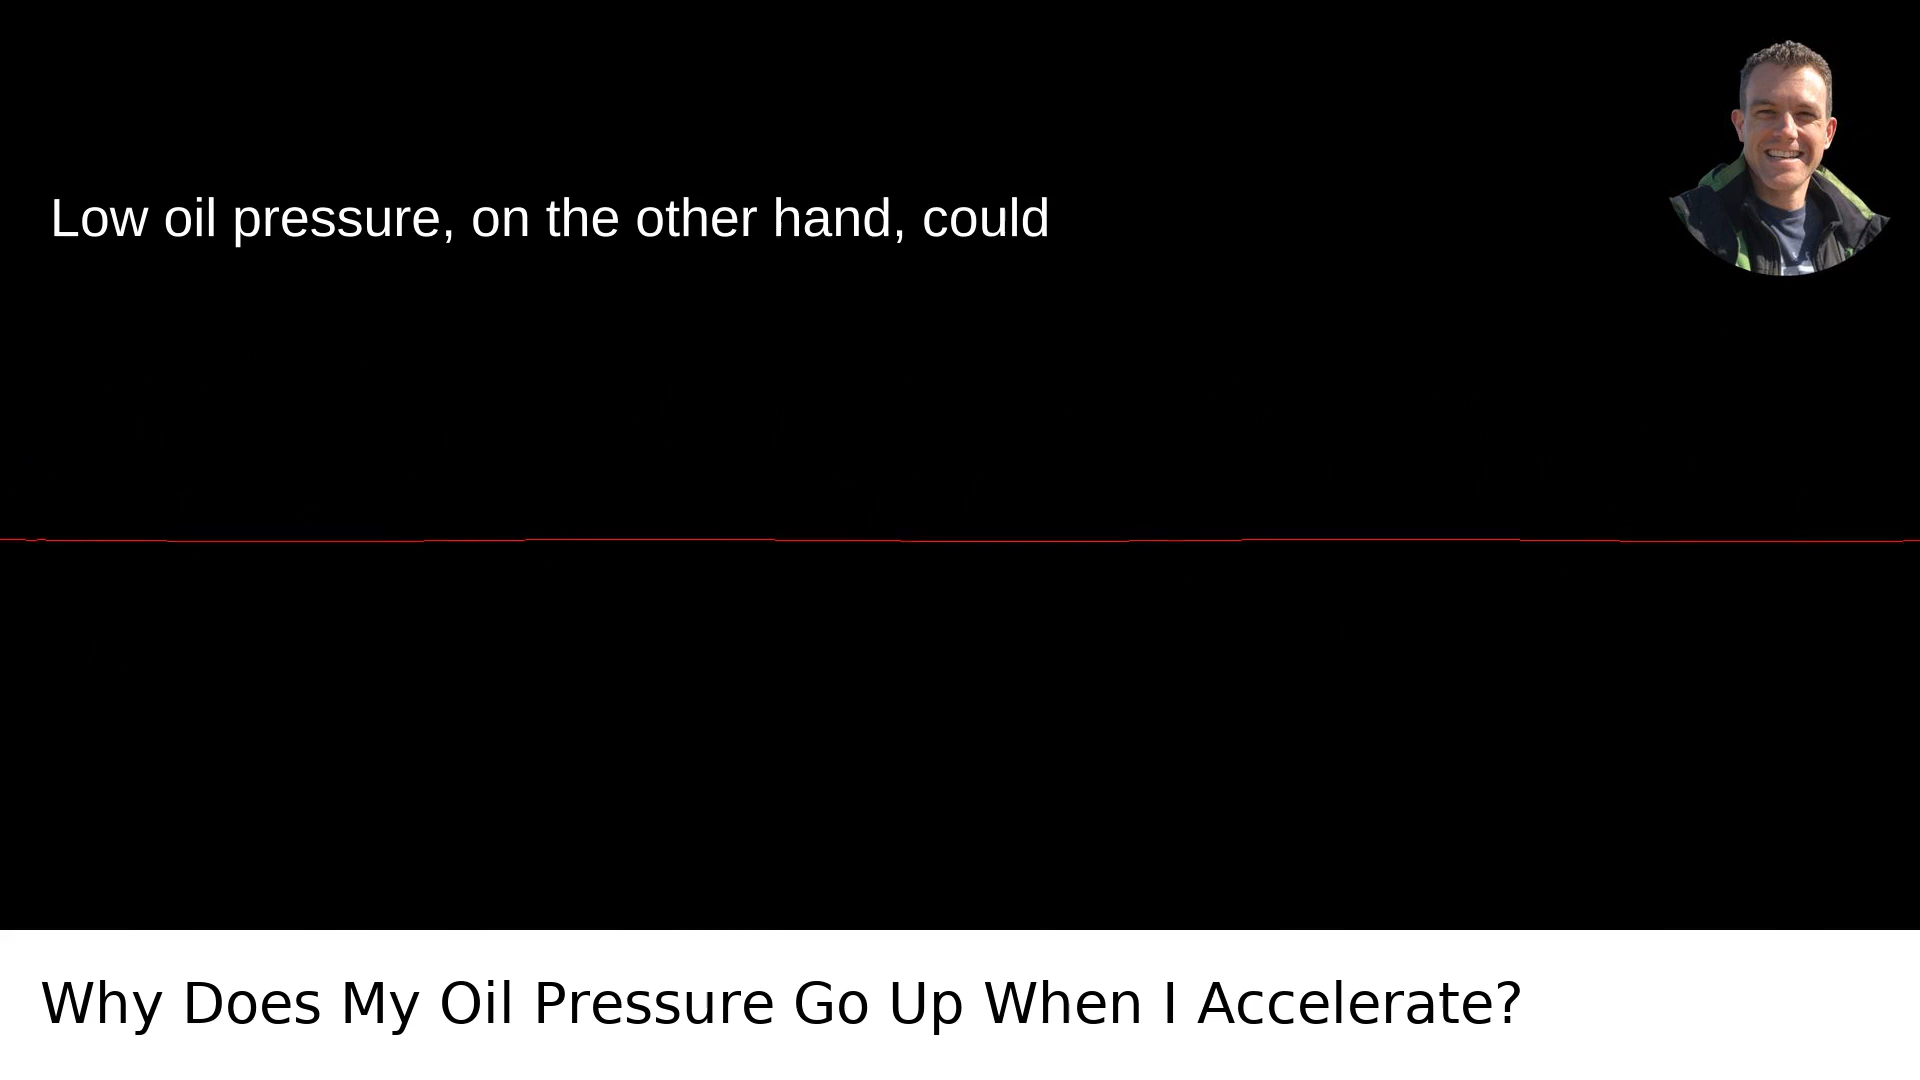 Low oil pressure, on the other hand, could
Why Does My Oil Pressure Go Up When I Accelerate?